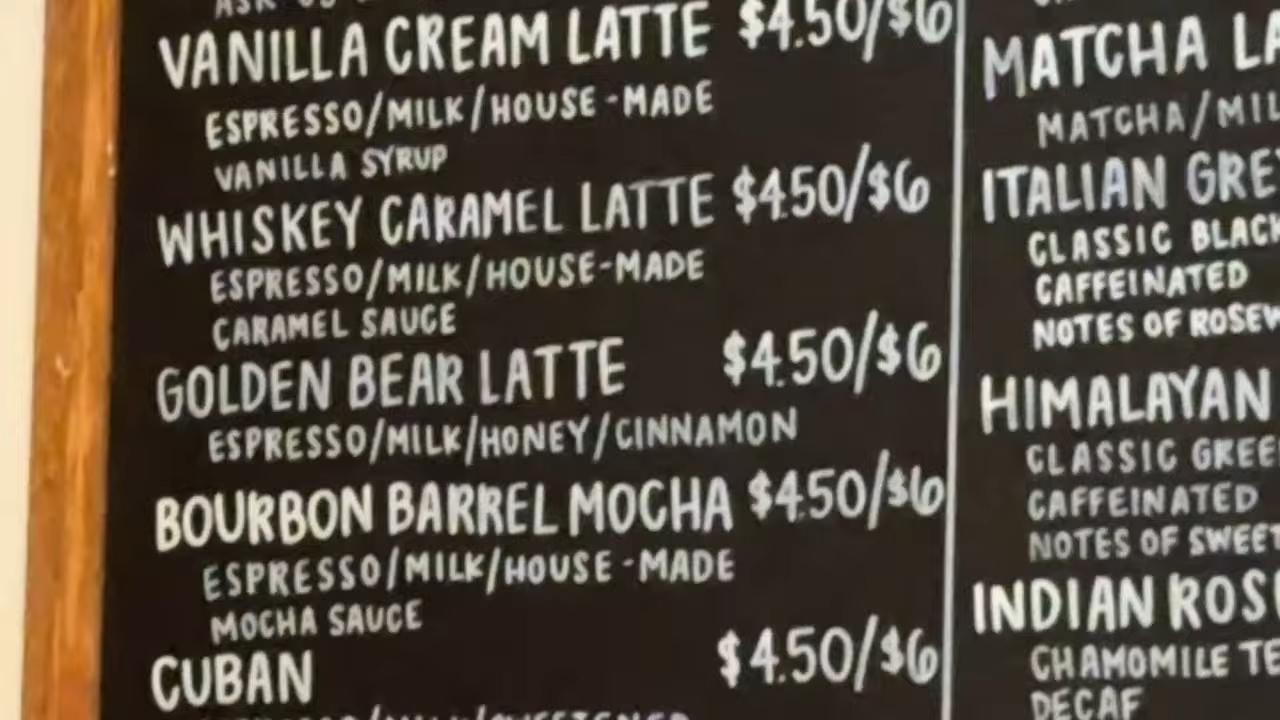 ASK US
VANILLA CREAM LATTE $4.50/$6
ESPRESSO/MILK/HOUSE-MADE
VANILLA SYRUP
WHISKEY CARAMEL LATTE $4.50/$6
ESPRESSO/MILK/HOUSE-MADE
CARAMEL SAUCE
GOLDEN BEAR LATTE $4.50/$6
ESPRESSO/MILK/HONEY/CINNAMON
BOURBON BARREL MOCHA $4.50/$6
ESPRESSO/MILK/HOUSE-MADE
MOCHA SAUCE
CUBAN $4.50/$6
MATCHA LA
MATCHA/MIL
ITALIAN GRE
CLASSIC BLACK
CAFFEINATED
NOTES OF ROSEW
HIMALAYAN
CLASSIC GREE
CAFFEINATED
NOTES OF SWEET
INDIAN ROS
CHAMOMILE TE
DECAF